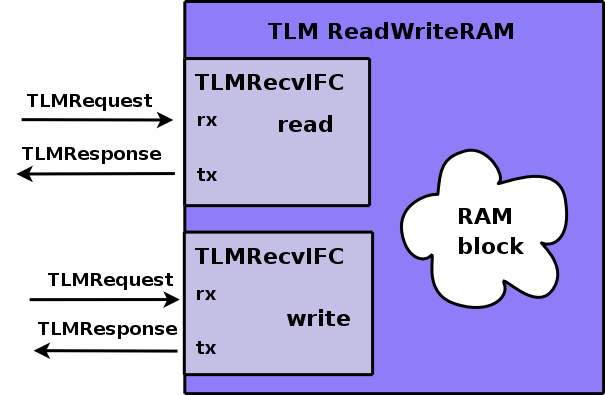 TLM ReadWriteRAM
TLMRecvIFC
TLMRequest
rx
read
TLMResponse
tx
RAM
block
TLMRecvIFC
TLMRequest
rx
write
TLMResponse
tx